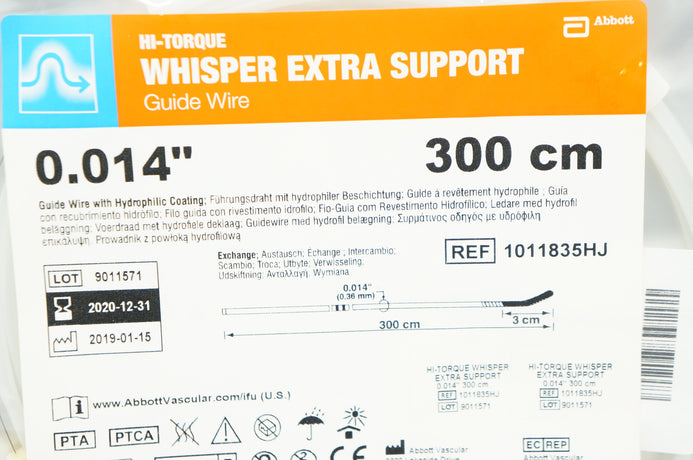 Abbott
HI-TORQUE
WHISPER EXTRA SUPPORT
Guide Wire
0.014"
300 cm
Guide Wire with Hydrophilic Coating; Führungsdraht mit hydrophiler Beschichtung; Guide à revêtement hydrophile ; Guía
con recubrimiento hidrófilo; Filo guida con rivestimento idrofilo; Fio-Guia com Revestimento Hidrofílico; Ledare med hydrofil
beläggning; Voerdraad met hydrofiele deklaag; Guidewire med hydrofil belægning; Συρμάτινος οδηγός με υδρόφιλη
επικάλυψη; Prowadnik z powłoką hydrofilową
REF 1011835HJ
LOT 9011571
2020-12-31
2019-01-15
Exchange; Austausch; Échange ; Intercambio;
Scambio; Troca; Utbyte; Verwisseling;
Udskiftning; Ανταλλαγή; Wymiana
0.014"
(0.36 mm)
300 cm
3 cm
www.AbbottVascular.com/ifu (U.S.)
HI-TORQUE WHISPER
EXTRA SUPPORT
0.014" 300 cm
REF 1011835HJ
LOT 9011571
HI-TORQUE WHISPER
EXTRA SUPPORT
0.014" 300 cm
REF 1011835HJ
LOT 9011571
PTA
PTCA
Abbott Vascular
EC REP
Abbott Vascular